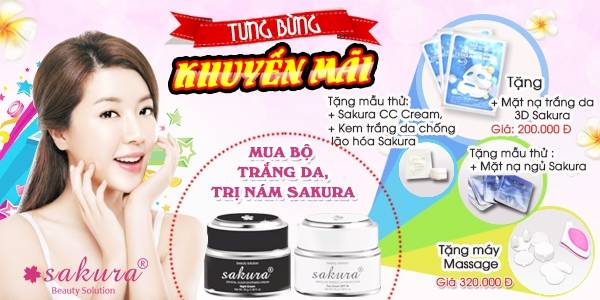 TƯNG BỪNG
KHUYẾN MÃI
Tặng
+ Mặt nạ trắng da
3D Sakura
Giá: 200.000 Đ
Tặng mẫu thử:
+ Sakura CC Cream,
+ Kem trắng da chống
lão hóa Sakura
Tặng mẫu thử :
+ Mặt nạ ngủ Sakura
MUA BỘ
TRẮNG DA,
TRỊ NÁM SAKURA
Tặng máy
Massage
Giá 320.000 Đ
sakura®
Beauty Solution
sakura®
sakura®